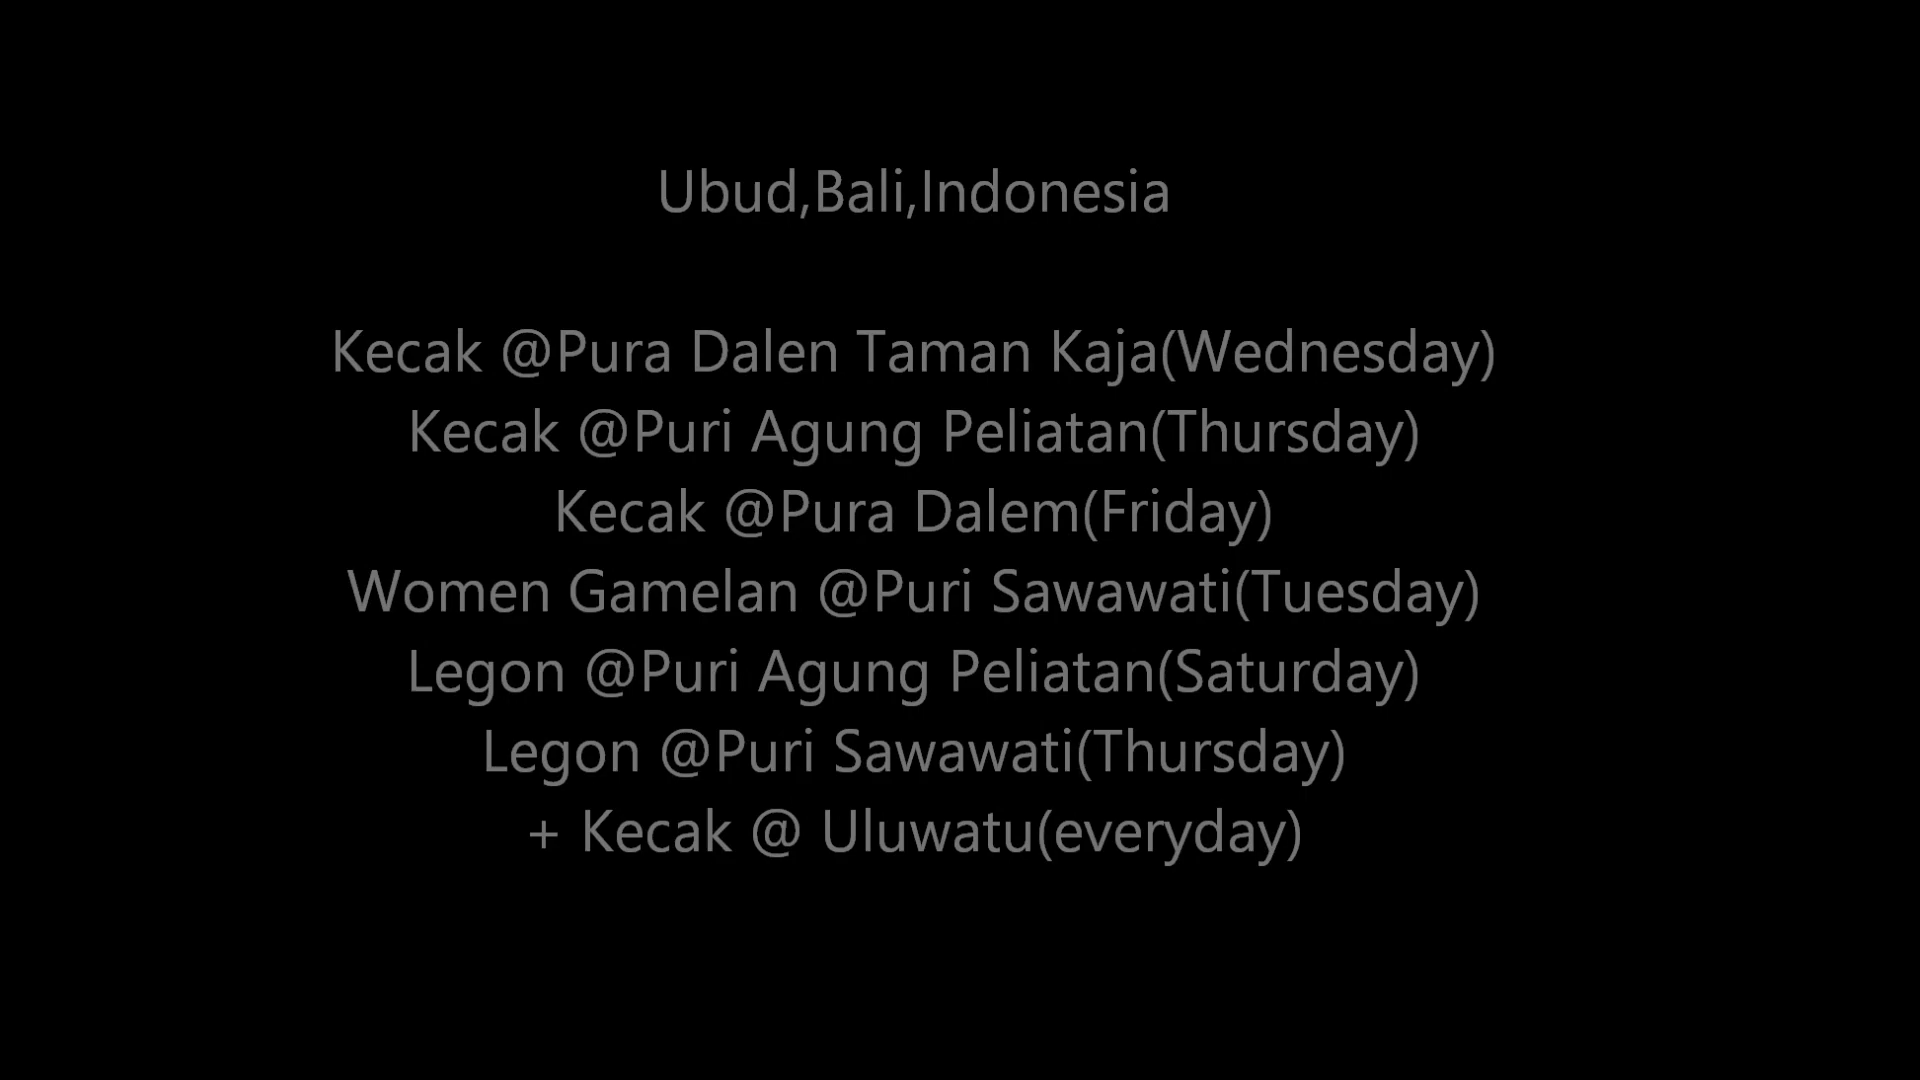 Ubud,Bali,Indonesia
Kecak @Pura Dalen Taman Kaja(Wednesday)
Kecak @Puri Agung Peliatan(Thursday)
Kecak @Pura Dalem(Friday)
Women Gamelan @Puri Sawawati(Tuesday)
Legon @Puri Agung Peliatan(Saturday)
Legon @Puri Sawawati(Thursday)
+ Kecak @ Uluwatu(everyday)